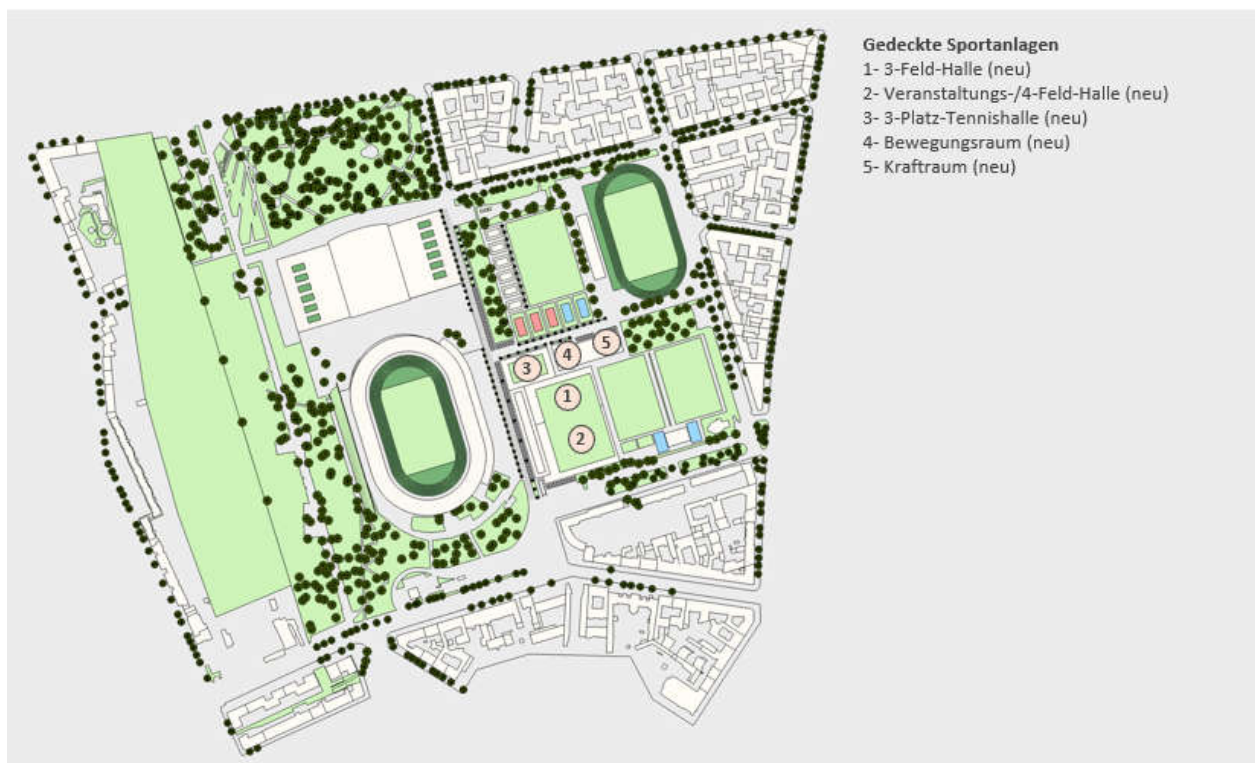 Gedeckte Sportanlagen
1- 3-Feld-Halle (neu)
2- Veranstaltungs-/4-Feld-Halle (neu)
3- 3-Platz-Tennishalle (neu)
4- Bewegungsraum (neu)
5- Kraftraum (neu)
5
4
3
1
2